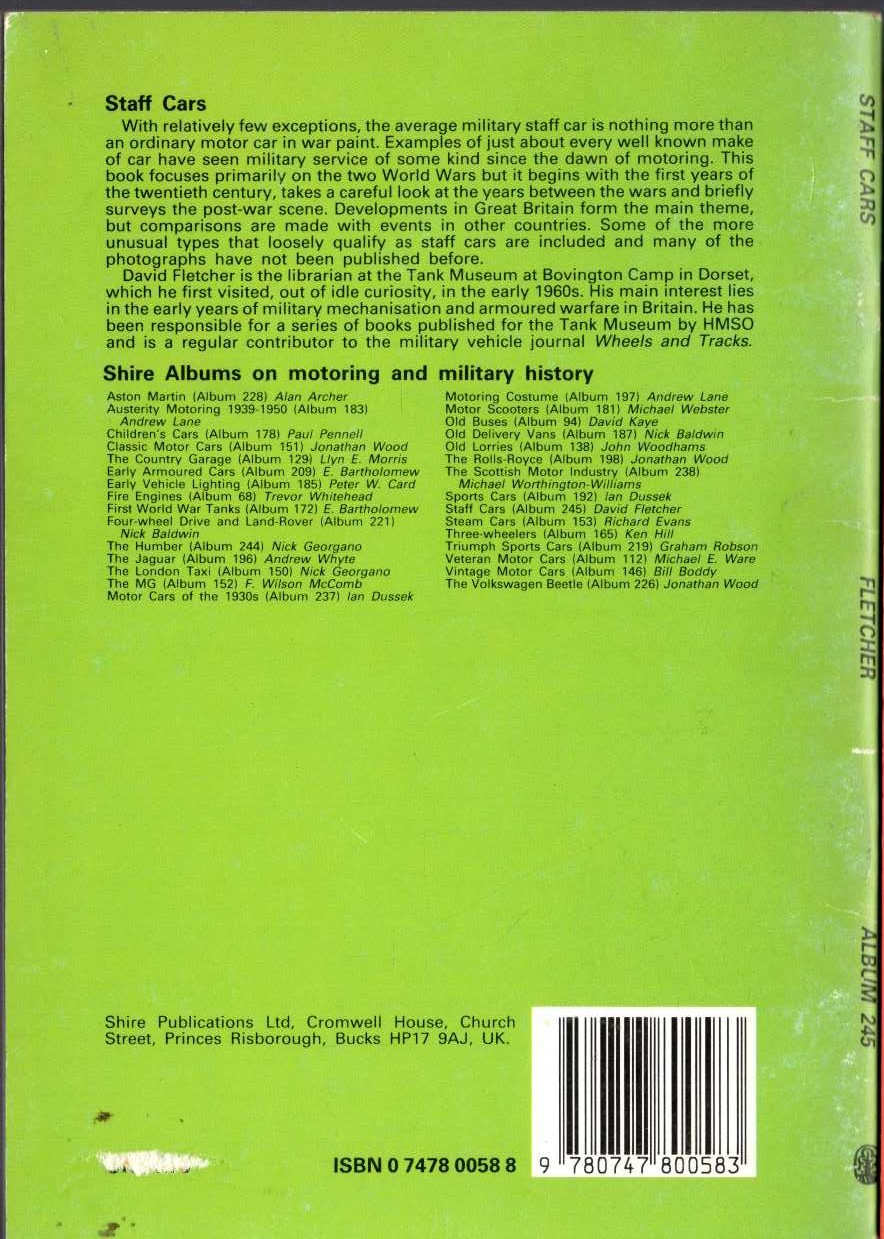 Staff Cars
With relatively few exceptions, the average military staff car is nothing more than
an ordinary motor car in war paint. Examples of just about every well known make
of car have seen military service of some kind since the dawn of motoring. This
book focuses primarily on the two World Wars but it begins with the first years of
the twentieth century, takes a careful look at the years between the wars and briefly
surveys the post-war scene. Developments in Great Britain form the main theme,
but comparisons are made with events in other countries. Some of the more
unusual types that loosely qualify as staff cars are included and many of the
photographs have not been published before.
David Fletcher is the librarian at the Tank Museum at Bovington Camp in Dorset,
which he first visited, out of idle curiosity, in the early 1960s. His main interest lies
in the early years of military mechanisation and armoured warfare in Britain. He has
been responsible for a series of books published for the Tank Museum by HMSO
and is a regular contributor to the military vehicle journal Wheels and Tracks.
Shire Albums on motoring and military history
Aston Martin (Album 228) Alan Archer
Austerity Motoring 1939-1950 (Album 183)
Andrew Lane
Children's Cars (Album 178) Paul Pennell
Classic Motor Cars (Album 151) Jonathan Wood
The Country Garage (Album 129) Llyn E. Morris
Early Armoured Cars (Album 209) E. Bartholomew
Early Vehicle Lighting (Album 185) Peter W. Card
Fire Engines (Album 68) Trevor Whitehead
First World War Tanks (Album 172) E. Bartholomew
Four-wheel Drive and Land-Rover (Album 221)
Nick Baldwin
The Humber (Album 244) Nick Georgano
The Jaguar (Album 196) Andrew Whyte
The London Taxi (Album 150) Nick Georgano
The MG (Album 152) F. Wilson McComb
Motor Cars of the 1930s (Album 237) Ian Dussek
Motoring Costume (Album 197) Andrew Lane
Motor Scooters (Album 181) Michael Webster
Old Buses (Album 94) David Kaye
Old Delivery Vans (Album 187) Nick Baldwin
Old Lorries (Album 138) John Woodhams
The Rolls-Royce (Album 198) Jonathan Wood
The Scottish Motor Industry (Album 238)
Michael Worthington-Williams
Sports Cars (Album 192) Ian Dussek
Staff Cars (Album 245) David Fletcher
Steam Cars (Album 153) Richard Evans
Three-wheelers (Album 165) Ken Hill
Triumph Sports Cars (Album 219) Graham Robson
Veteran Motor Cars (Album 112) Michael E. Ware
Vintage Motor Cars (Album 146) Bill Boddy
The Volkswagen Beetle (Album 226) Jonathan Wood
Shire Publications Ltd, Cromwell House, Church
Street, Princes Risborough, Bucks HP17 9AJ, UK.
ISBN 0 7478 0058 8
9 780747 800583
STAFF CARS
FLETCHER
ALBUM 245